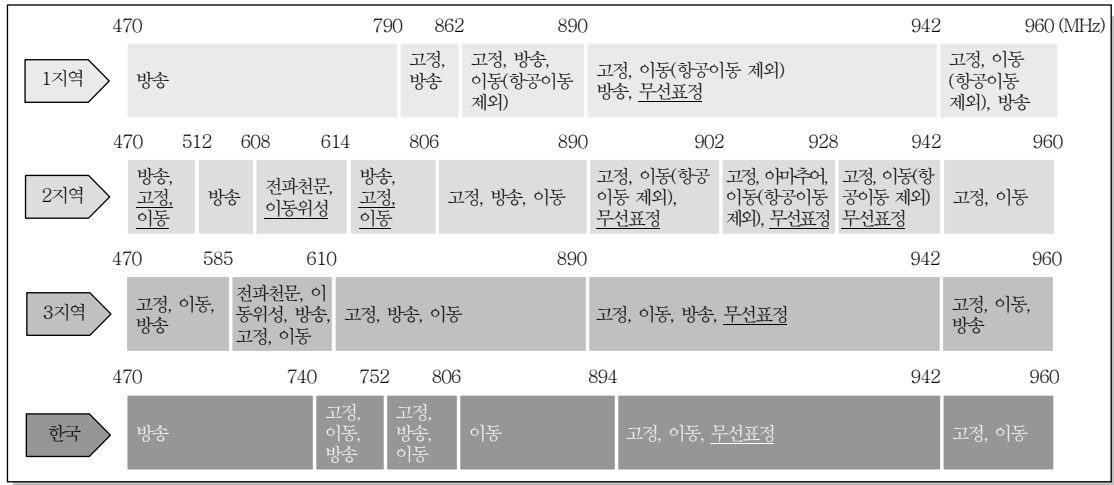 470 790 862 890 942 960 (MHz)
1지역
방송
고정,
방송
고정, 방송,
이동(항공이동
제외)
고정, 이동(항공이동 제외)
방송, 무선표정
고정, 이동
(항공이동
제외), 방송
470 512 608 614 806 890 902 928 942 960
2지역
방송,
고정,
이동
방송
전파천문,
이동위성
방송,
고정,
이동
고정, 방송, 이동
고정, 이동(항공
이동 제외),
무선표정
고정, 아마추어,
이동(항공이동
제외), 무선표정
고정, 이동(항
공이동 제외)
무선표정
고정, 이동
470 585 610 890 942 960
3지역
고정, 이동,
방송
전파천문, 이
동위성, 방송,
고정, 이동
고정, 방송, 이동
고정, 이동, 방송, 무선표정
고정, 이동,
방송
470 740 752 806 894 942 960
한국
방송
고정,
이동,
방송
고정,
방송,
이동
이동
고정, 이동, 무선표정
고정, 이동